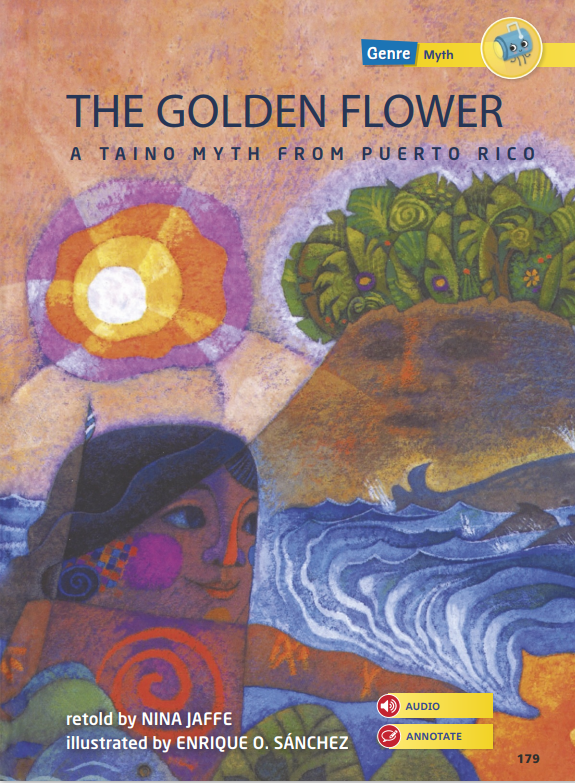 Genre Myth
THE GOLDEN FLOWER
A TAINO MYTH FROM PUERTO RICO
retold by NINA JAFFE
illustrated by ENRIQUE O. SÁNCHEZ
AUDIO
ANNOTATE
179